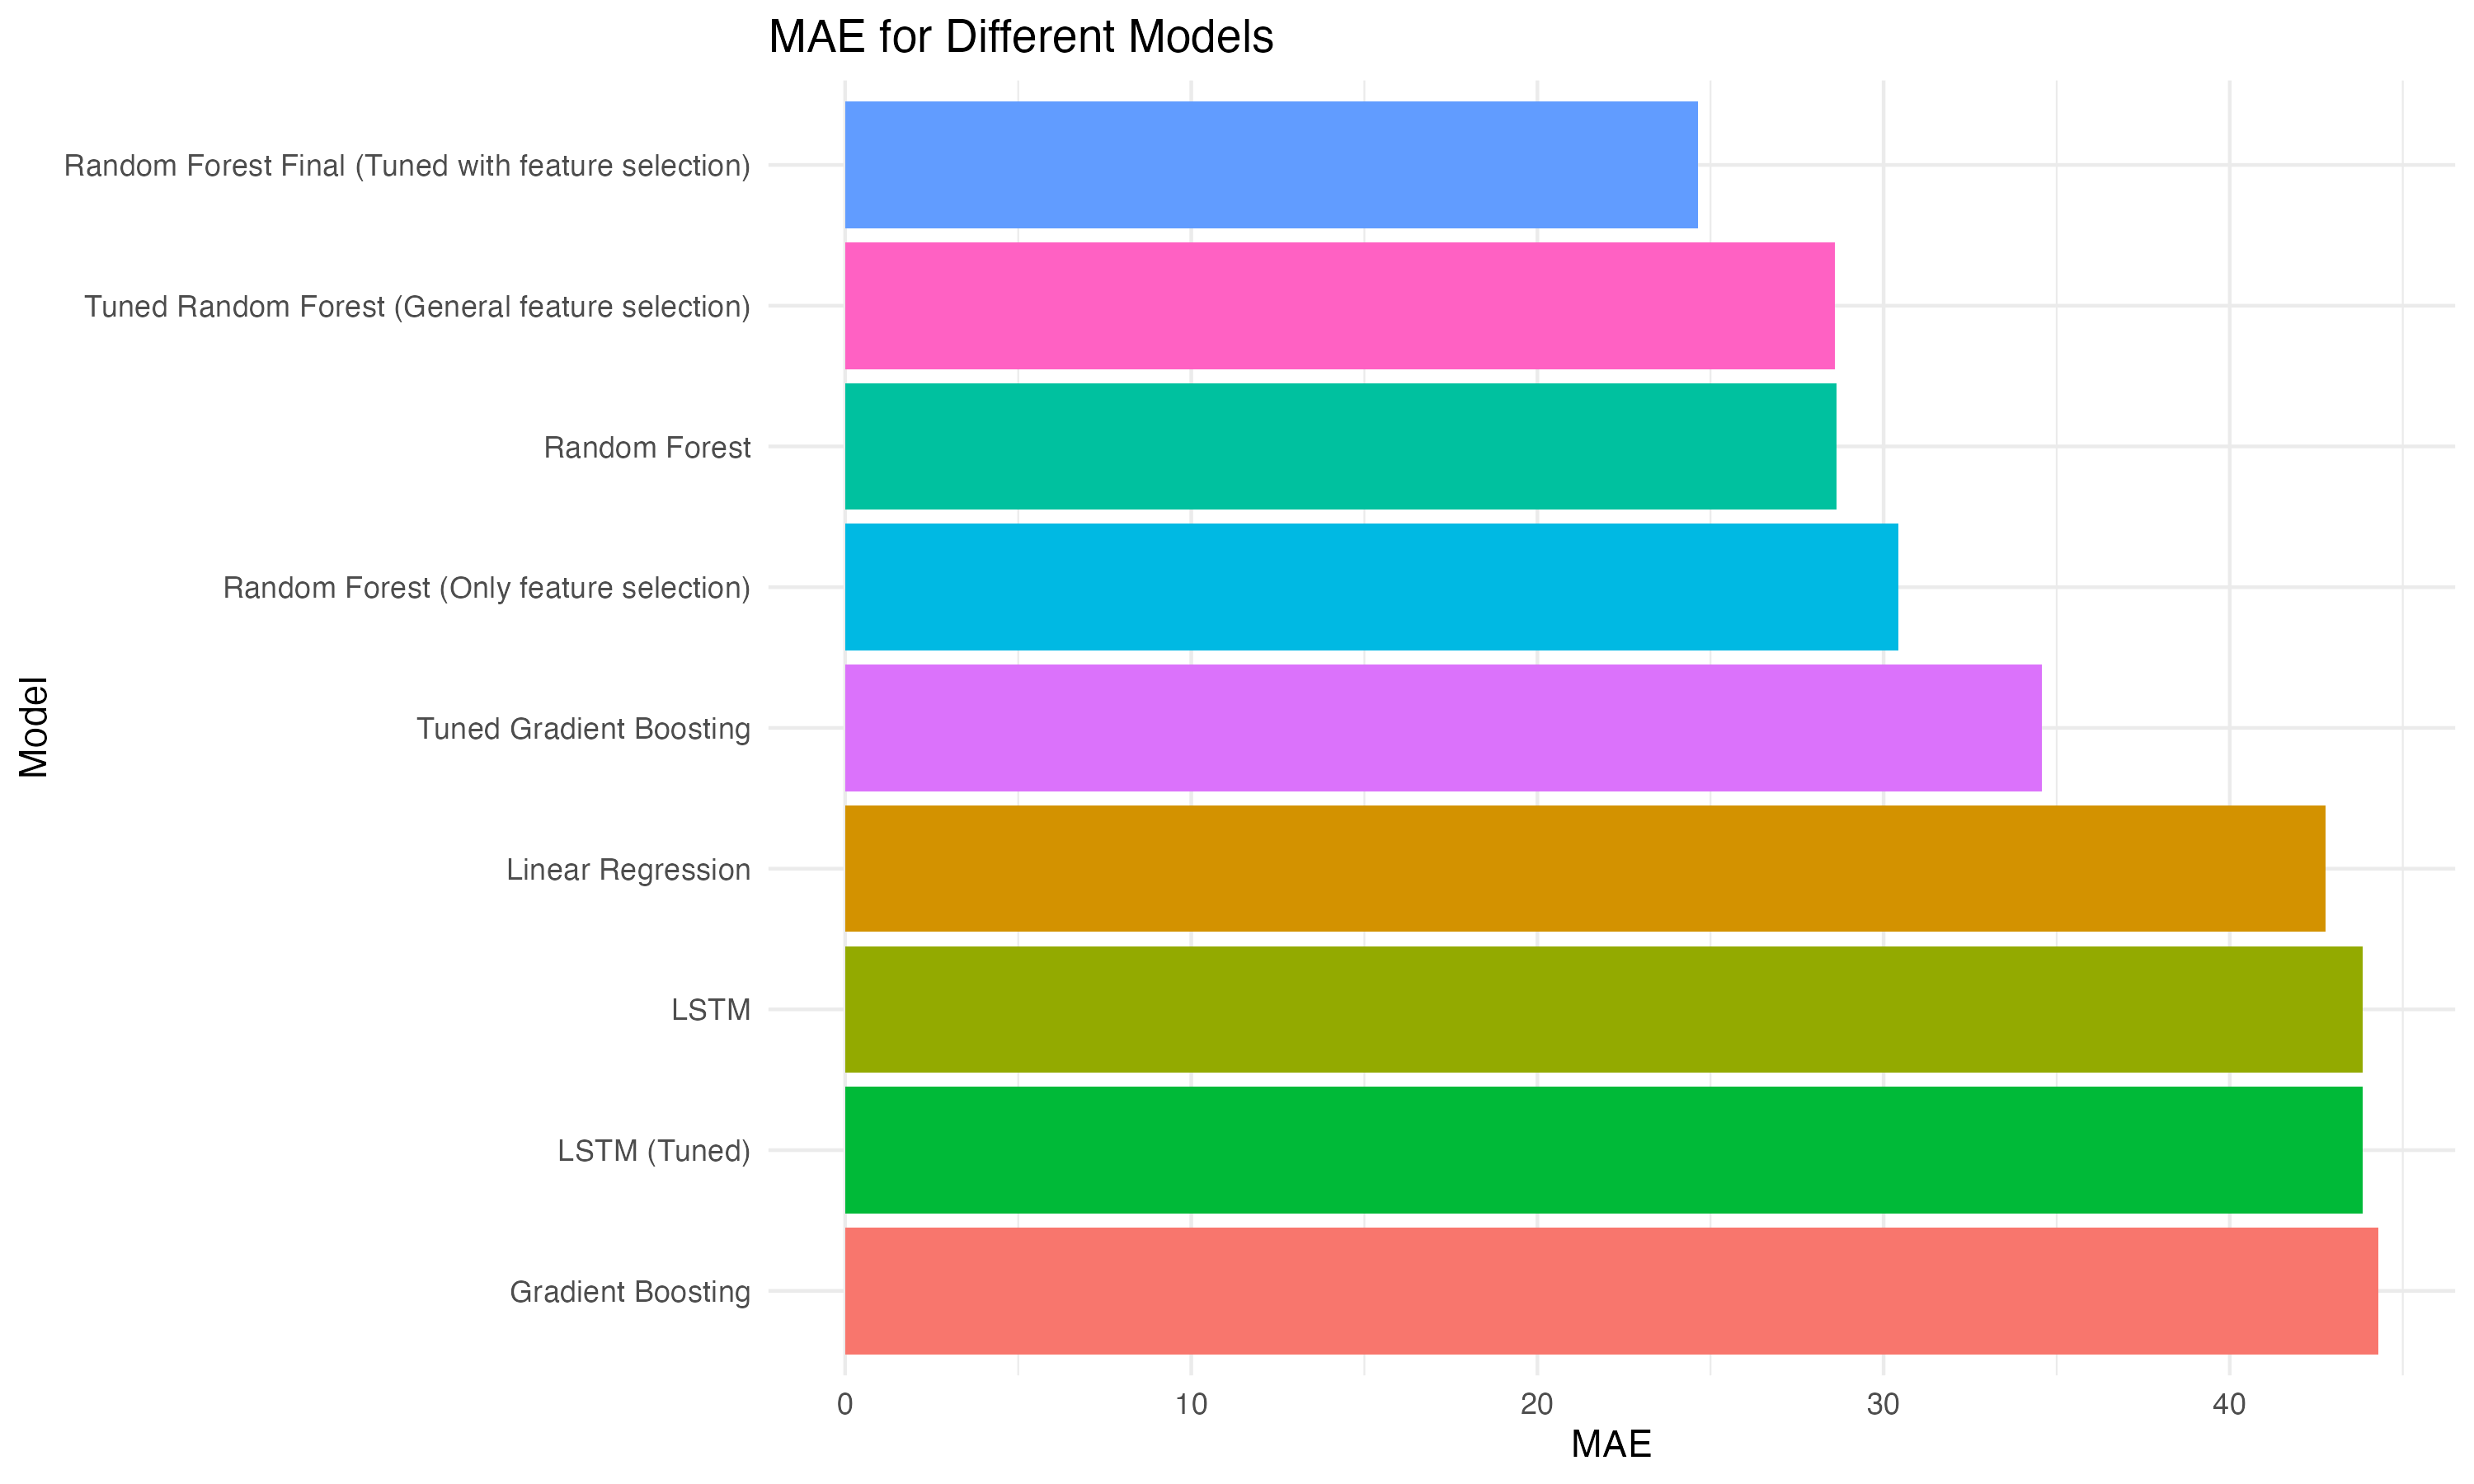 MAE for Different Models
Random Forest Final (Tuned with feature selection)
Tuned Random Forest (General feature selection)
Random Forest
Random Forest (Only feature selection)
Tuned Gradient Boosting
Linear Regression
LSTM
LSTM (Tuned)
Gradient Boosting
Model
0 10 20 30 40
MAE